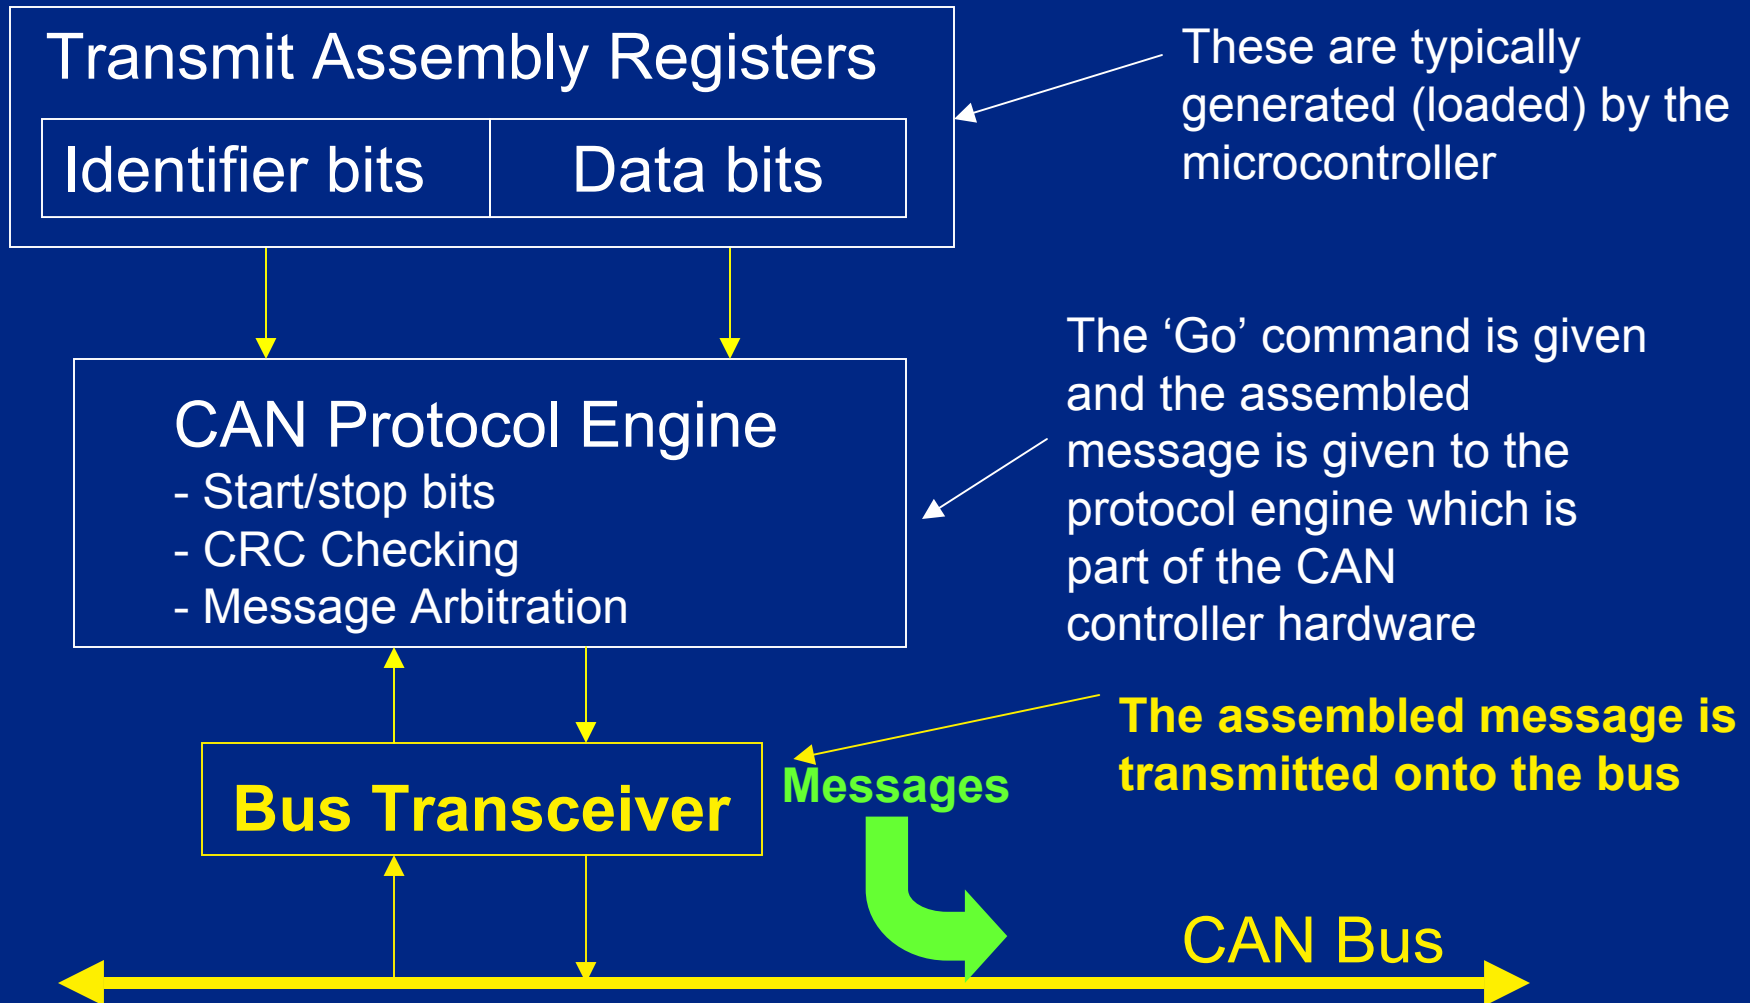 Transmit Assembly Registers
Identifier bits
Data bits
These are typically
generated (loaded) by the
microcontroller
CAN Protocol Engine
- Start/stop bits
- CRC Checking
- Message Arbitration
The ‘Go’ command is given
and the assembled
message is given to the
protocol engine which is
part of the CAN
controller hardware
Bus Transceiver
Messages
The assembled message is
transmitted onto the bus
CAN Bus